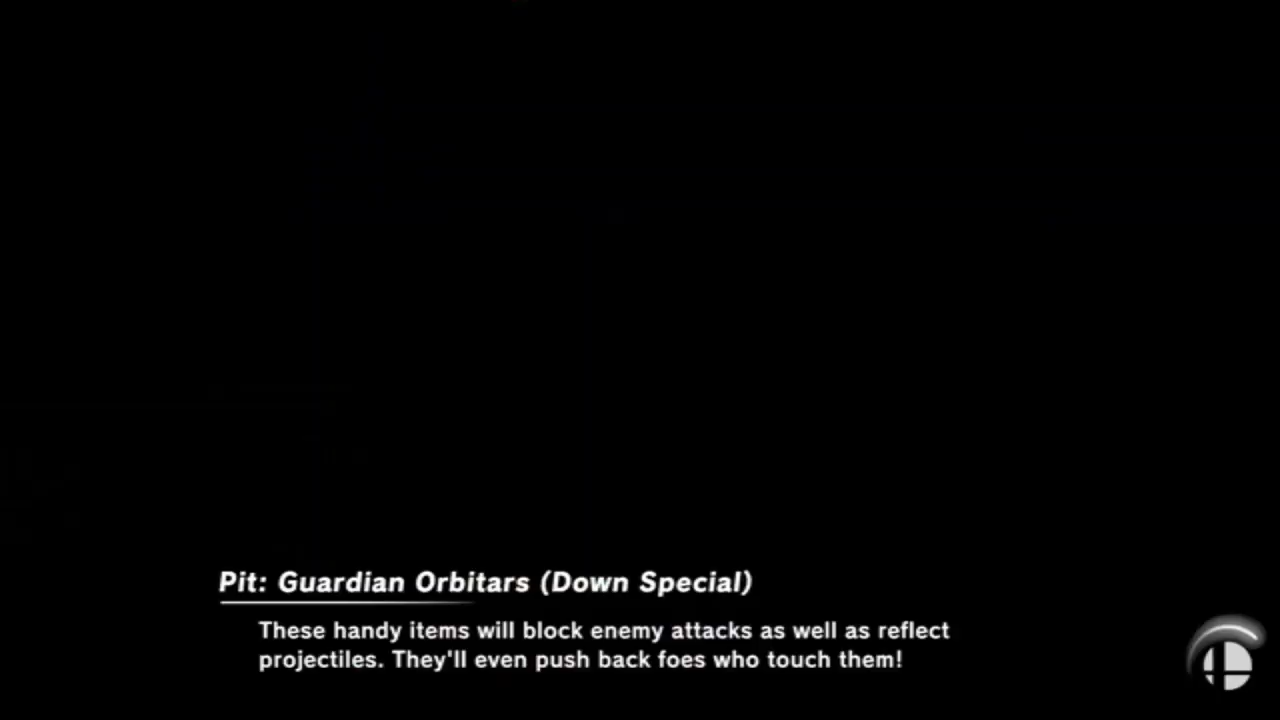 Pit: Guardian Orbitars (Down Special)
These handy items will block enemy attacks as well as reflect
projectiles. They'll even push back foes who touch them!